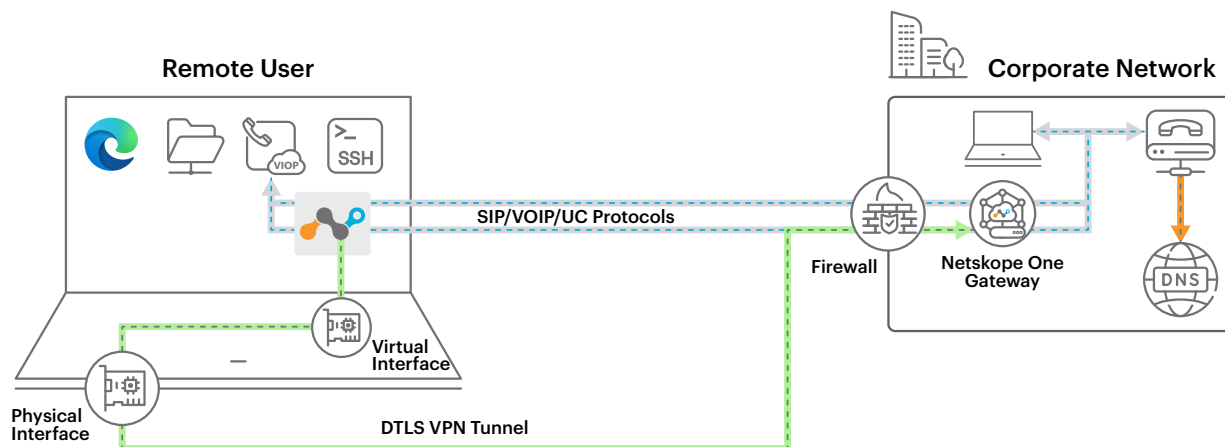 Remote User
Corporate Network
VIOP
>_
SSH
SIP/VOIP/UC Protocols
Firewall
Netskope One
Gateway
DNS
Virtual
Interface
Physical
Interface
DTLS VPN Tunnel